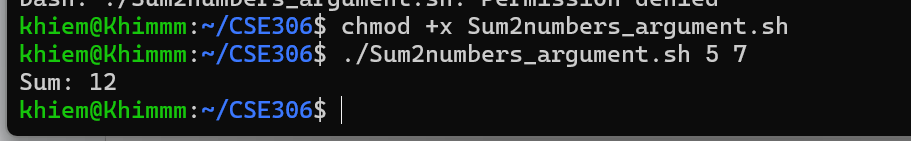 bash: ./Sum2numbers_argument.sh: Permission denied
khiem@Khimmm:~/CSE306$ chmod +x Sum2numbers_argument.sh
khiem@Khimmm:~/CSE306$ ./Sum2numbers_argument.sh 5 7
Sum: 12
khiem@Khimmm:~/CSE306$